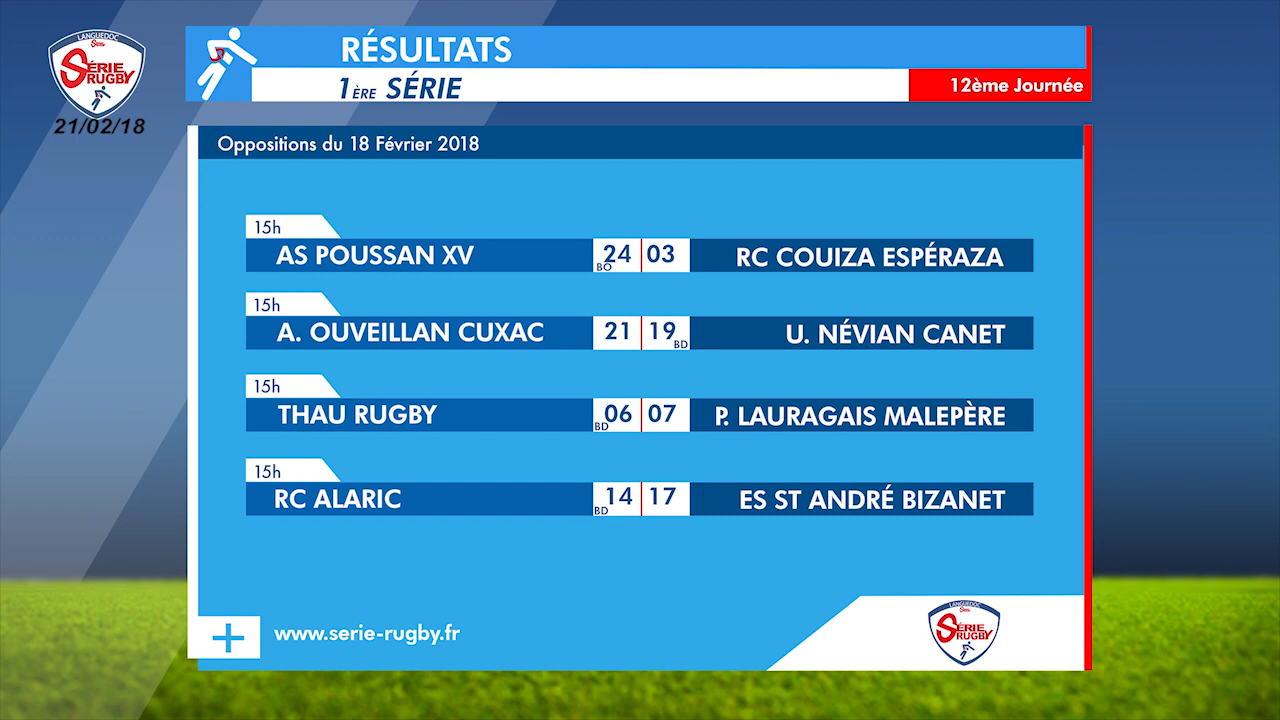 LANGUEDOC
SÉRIE
RUGBY
21/02/18
RÉSULTATS
1ÈRE SÉRIE
12ème Journée
Oppositions du 18 Février 2018
15h
AS POUSSAN XV 24 BO 03 RC COUIZA ESPÉRAZA
15h
A. OUVEILLAN CUXAC 21 19 BD U. NÉVIAN CANET
15h
THAU RUGBY BD 06 07 P. LAURAGAIS MALEPÈRE
15h
RC ALARIC BD 14 17 ES ST ANDRÉ BIZANET
www.serie-rugby.fr
LANGUEDOC
SÉRIE
RUGBY